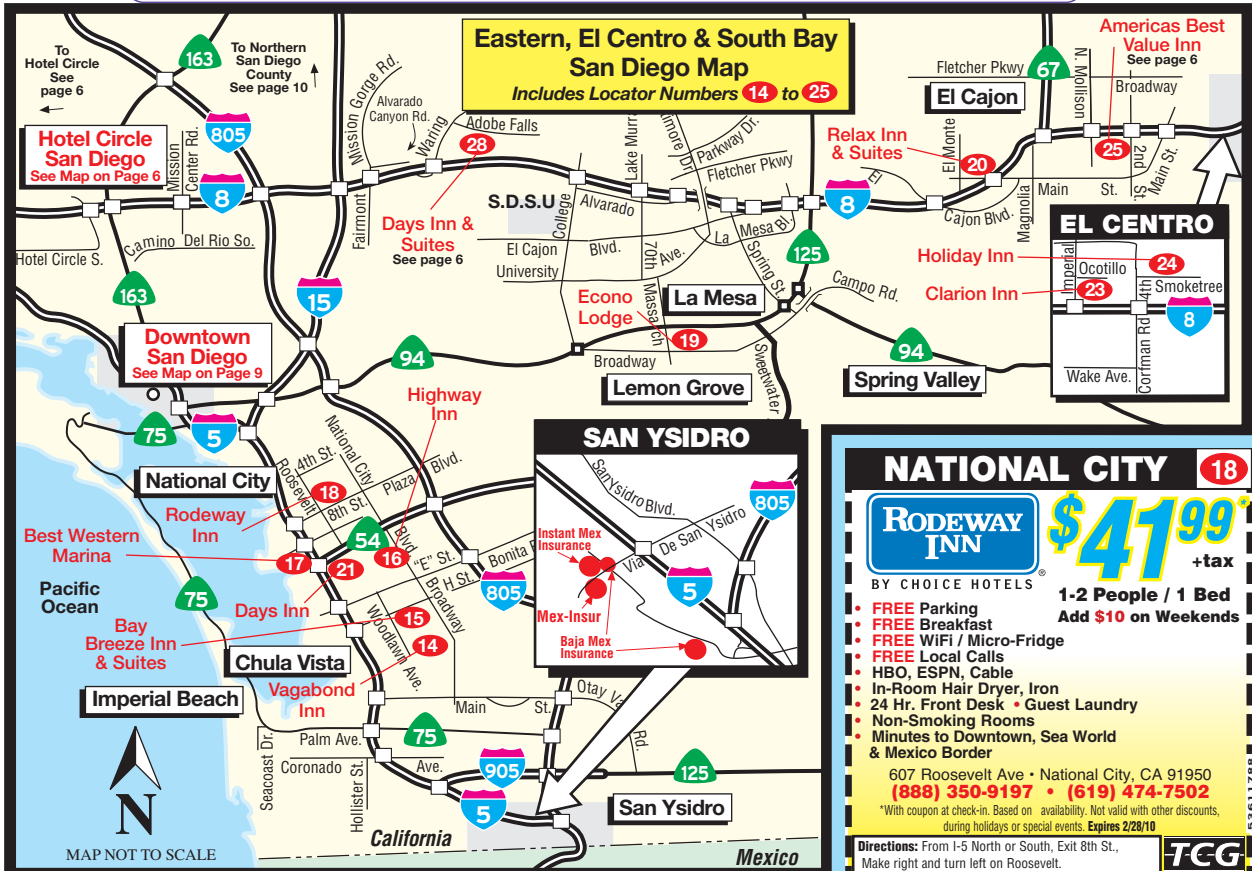 Eastern, El Centro & South Bay
San Diego Map
Includes Locator Numbers 14 to 25
To
Hotel Circle
See
page 6
163
To Northern
San Diego
County
See page 10
Hotel Circle
San Diego
See Map on Page 6
805
8
Mission
Center Rd.
Mission Gorge Rd.
Alvarado
Canyon Rd.
Waring
Adobe Falls
28
Fairmont
Days Inn &
Suites
See page 6
S.D.S.U
College
Alvarado
Lake Murra
Parkway Dr.
Fletcher Pkwy
El Cajon Blvd.
University Ave.
70th
La Mesa Bl.
Spring St.
Massa ch
Hotel Circle S.
Camino Del Rio So.
163
15
Relax Inn
& Suites
20
El Monte
8
Fletcher Pkwy
El Cajon
67
N. Mollison
Broadway
Americas Best
Value Inn
See page 6
25
2nd
St.
Main St.
Main St.
Magnolia
Cajon Blvd.
El
125
Campo Rd.
La Mesa
Econo
Lodge
19
Broadway
Lemon Grove
Sweetwater
94
94
Spring Valley
EL CENTRO
Imperial
Ocotillo
24
Holiday Inn
Clarion Inn
23
4th
Smoketree
8
Wake Ave.
Corfman Rd
Downtown
San Diego
See Map on Page 9
75
5
National City
Highway
Inn
Roosevelt
4th St.
National City
Blvd.
Plaza Blvd.
18
8th St.
Rodeway
Inn
54
16
Best Western
Marina
17
21
Days Inn
"E" St.
H St.
Bonita
Broadway
805
Pacific
Ocean
75
Bay
Breeze Inn
& Suites
15
14
Woodlawn Ave.
Chula Vista
Vagabond
Inn
Imperial Beach
Main St.
Otay Va
Rd.
Palm Ave.
75
Coronado Ave.
Seacoast Dr.
Hollister St.
905
125
5
San Ysidro
N
MAP NOT TO SCALE
California
Mexico
SAN YSIDRO
SanYsidro Blvd.
805
Via De San Ysidro
Instant Mex
Insurance
5
Mex-Insur
Baja Mex
Insurance
NATIONAL CITY 18
RODEWAY
INN
BY CHOICE HOTELS®
$41 99*
+tax
1-2 People / 1 Bed
Add $10 on Weekends
• FREE Parking
• FREE Breakfast
• FREE WiFi / Micro-Fridge
• FREE Local Calls
• HBO, ESPN, Cable
• In-Room Hair Dryer, Iron
• 24 Hr. Front Desk • Guest Laundry
• Non-Smoking Rooms
• Minutes to Downtown, Sea World
& Mexico Border
607 Roosevelt Ave • National City, CA 91950
(888) 350-9197 • (619) 474-7502
*With coupon at check-in. Based on availability. Not valid with other discounts,
during holidays or special events. Expires 2/28/10
Directions: From I-5 North or South, Exit 8th St.,
Make right and turn left on Roosevelt.
TCG